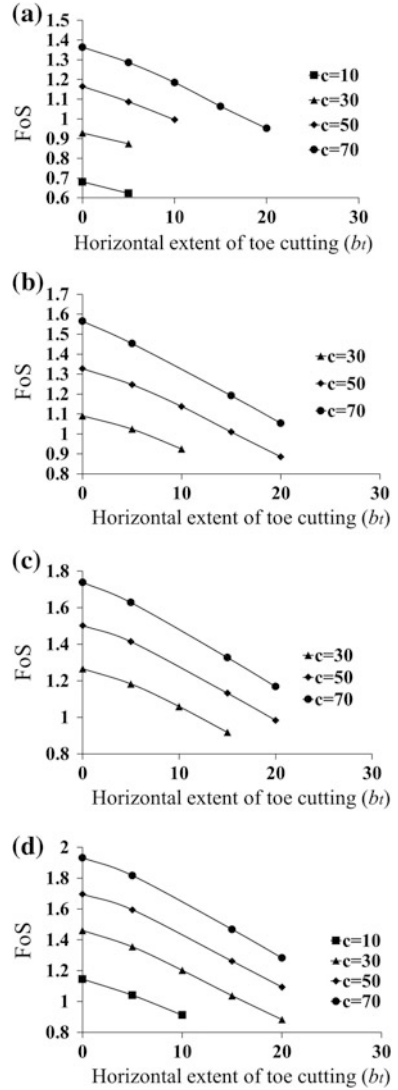 (a)
1.5
1.4
1.3
1.2
1.1
1
0.9
0.8
0.7
0.6
FoS
0 10 20 30
Horizontal extent of toe cutting (bt)
c=10
c=30
c=50
c=70
(b)
1.7
1.6
1.5
1.4
1.3
1.2
1.1
1
0.9
0.8
FoS
0 10 20 30
Horizontal extent of toe cutting (bt)
c=30
c=50
c=70
(c)
1.8
1.6
1.4
1.2
1
0.8
FoS
0 10 20 30
Horizontal extent of toe cutting (bt)
c=30
c=50
c=70
(d)
2
1.8
1.6
1.4
1.2
1
0.8
FoS
0 10 20 30
Horizontal extent of toe cutting (bt)
c=10
c=30
c=50
c=70